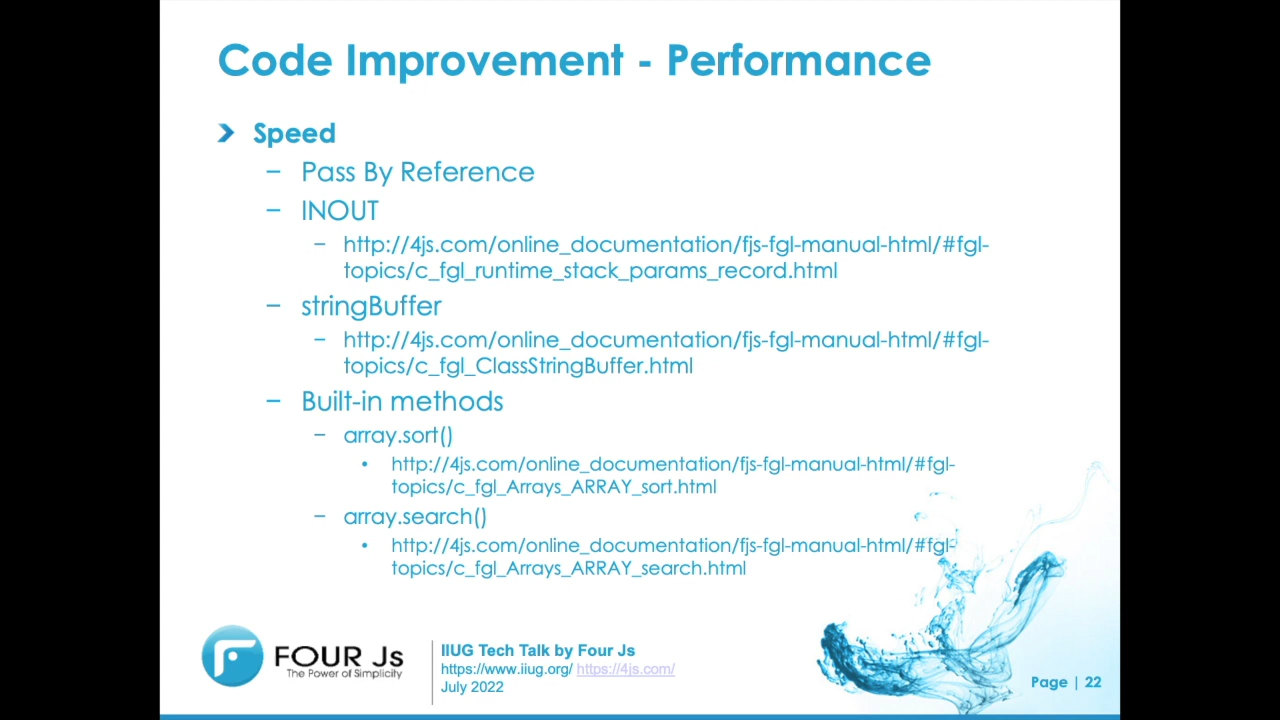 Code Improvement - Performance
Speed
− Pass By Reference
− INOUT
− http://4js.com/online_documentation/fjs-fgl-manual-html/#fgl-
topics/c_fgl_runtime_stack_params_record.html
− stringBuffer
− http://4js.com/online_documentation/fjs-fgl-manual-html/#fgl-
topics/c_fgl_ClassStringBuffer.html
− Built-in methods
− array.sort()
• http://4js.com/online_documentation/fjs-fgl-manual-html/#fgl-
topics/c_fgl_Arrays_ARRAY_sort.html
− array.search()
• http://4js.com/online_documentation/fjs-fgl-manual-html/#fgl-
topics/c_fgl_Arrays_ARRAY_search.html
FOUR Js
The Power of Simplicity
IIUG Tech Talk by Four Js
https://www.iiug.org/ https://4js.com/
July 2022
Page | 22